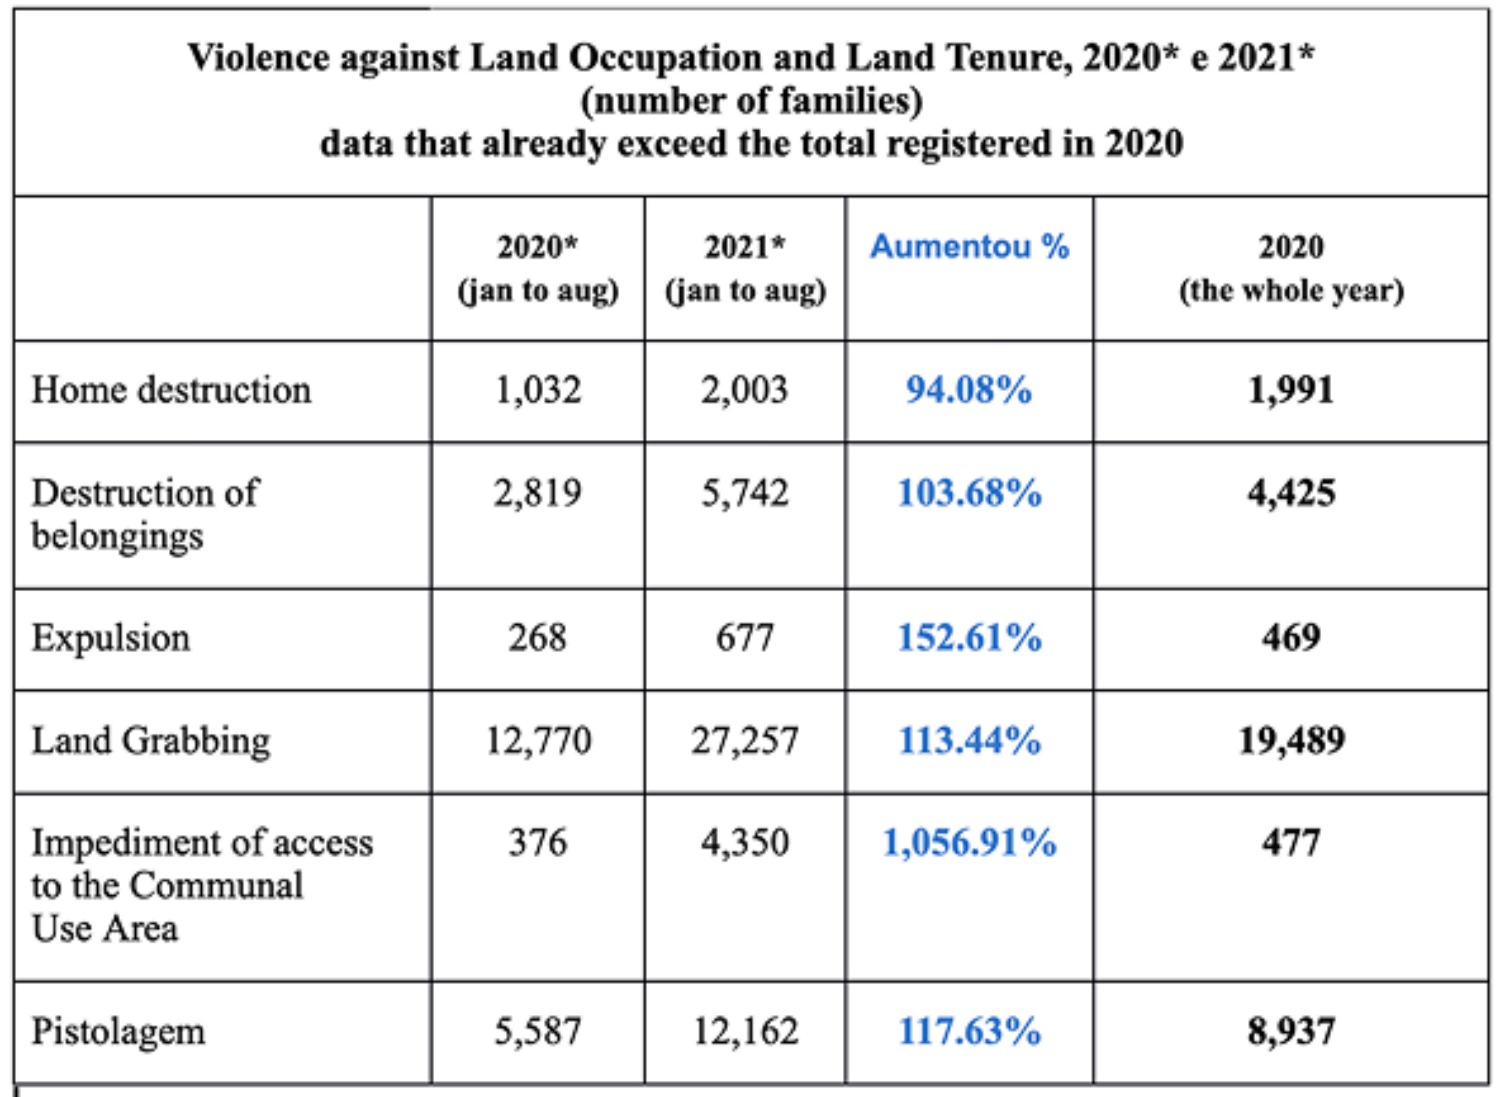 Violence against Land Occupation and Land Tenure, 2020* e 2021*
(number of families)
data that already exceed the total registered in 2020
2020* 2021* Aumentou % 2020
(jan to aug) (jan to aug) (the whole year)
Home destruction 1,032 2,003 94.08% 1,991
Destruction of 2,819 5,742 103.68% 4,425
belongings
Expulsion 268 677 152.61% 469
Land Grabbing 12,770 27,257 113.44% 19,489
Impediment of access 376 4,350 1,056.91% 477
to the Communal
Use Area
Pistolagem 5,587 12,162 117.63% 8,937